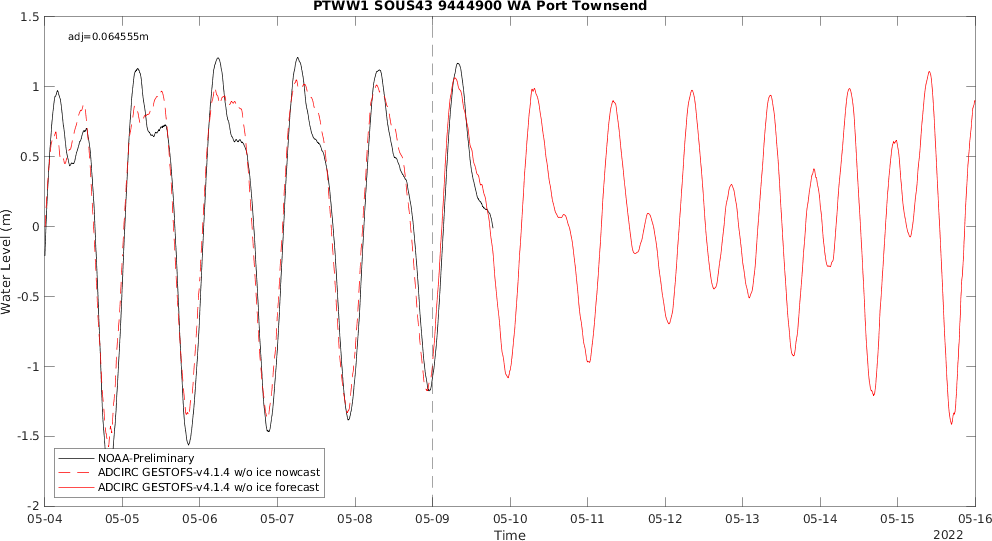 PTWW1 SOUS43 9444900 WA Port Townsend
adj=0.064555m
1.5
1
0.5
0
-0.5
-1
-1.5
-2
Water Level (m)
NOAA-Preliminary
ADCIRC GESTOFS-v4.1.4 w/o ice nowcast
ADCIRC GESTOFS-v4.1.4 w/o ice forecast
05-04 05-05 05-06 05-07 05-08 05-09 05-10 05-11 05-12 05-13 05-14 05-15 05-16
Time
2022